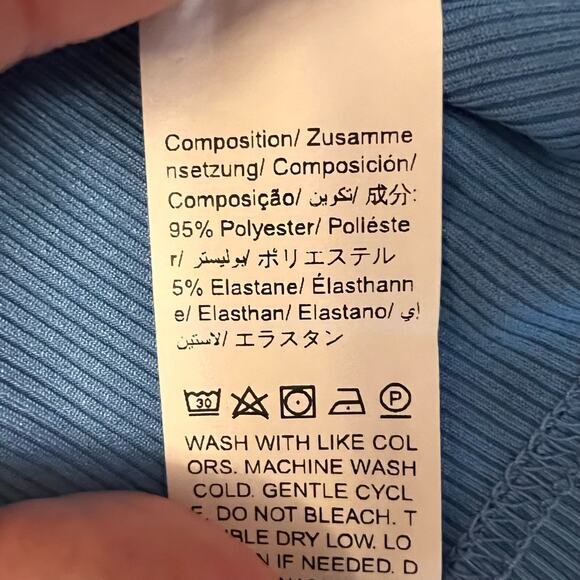 Composition/ Zusamme
nsetzung/ Composición/
Composição/ تكوين/ 成分:
95% Polyester/ Poliéste
r/ بوليستر/ ポリエステル
5% Elastane/ Élasthann
e/ Elasthan/ Elastano/ إي
لاستين/ エラスタン
30 P
WASH WITH LIKE COL
ORS. MACHINE WASH
COLD. GENTLE CYCL
E. DO NOT BLEACH. T
BLE DRY LOW. LO
N IF NEEDED. D